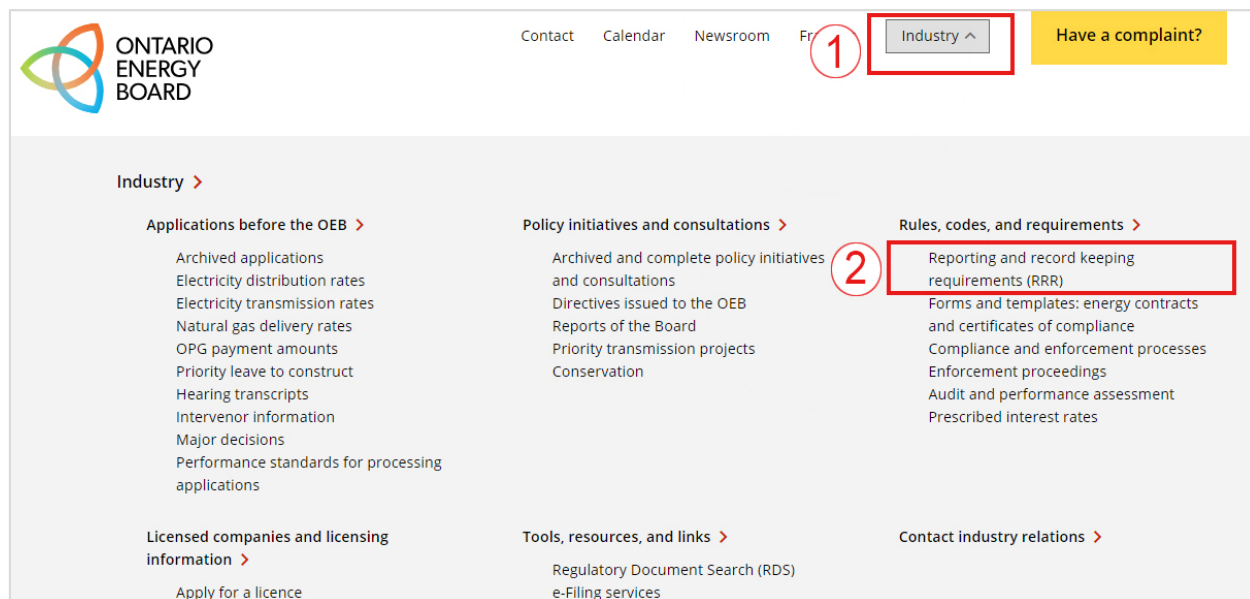 ONTARIO
ENERGY
BOARD
Contact Calendar Newsroom
1
Industry
Have a complaint?
Industry
Applications before the OEB
Archived applications
Electricity distribution rates
Electricity transmission rates
Natural gas delivery rates
OPG payment amounts
Priority leave to construct
Hearing transcripts
Intervenor information
Major decisions
Performance standards for processing
applications
Policy initiatives and consultations
Archived and complete policy initiatives
and consultations
Directives issued to the OEB
Reports of the Board
Priority transmission projects
Conservation
Rules, codes, and requirements
2
Reporting and record keeping
requirements (RRR)
Forms and templates: energy contracts
and certificates of compliance
Compliance and enforcement processes
Enforcement proceedings
Audit and performance assessment
Prescribed interest rates
Licensed companies and licensing
information
Apply for a licence
Tools, resources, and links
Regulatory Document Search (RDS)
e-Filing services
Contact industry relations